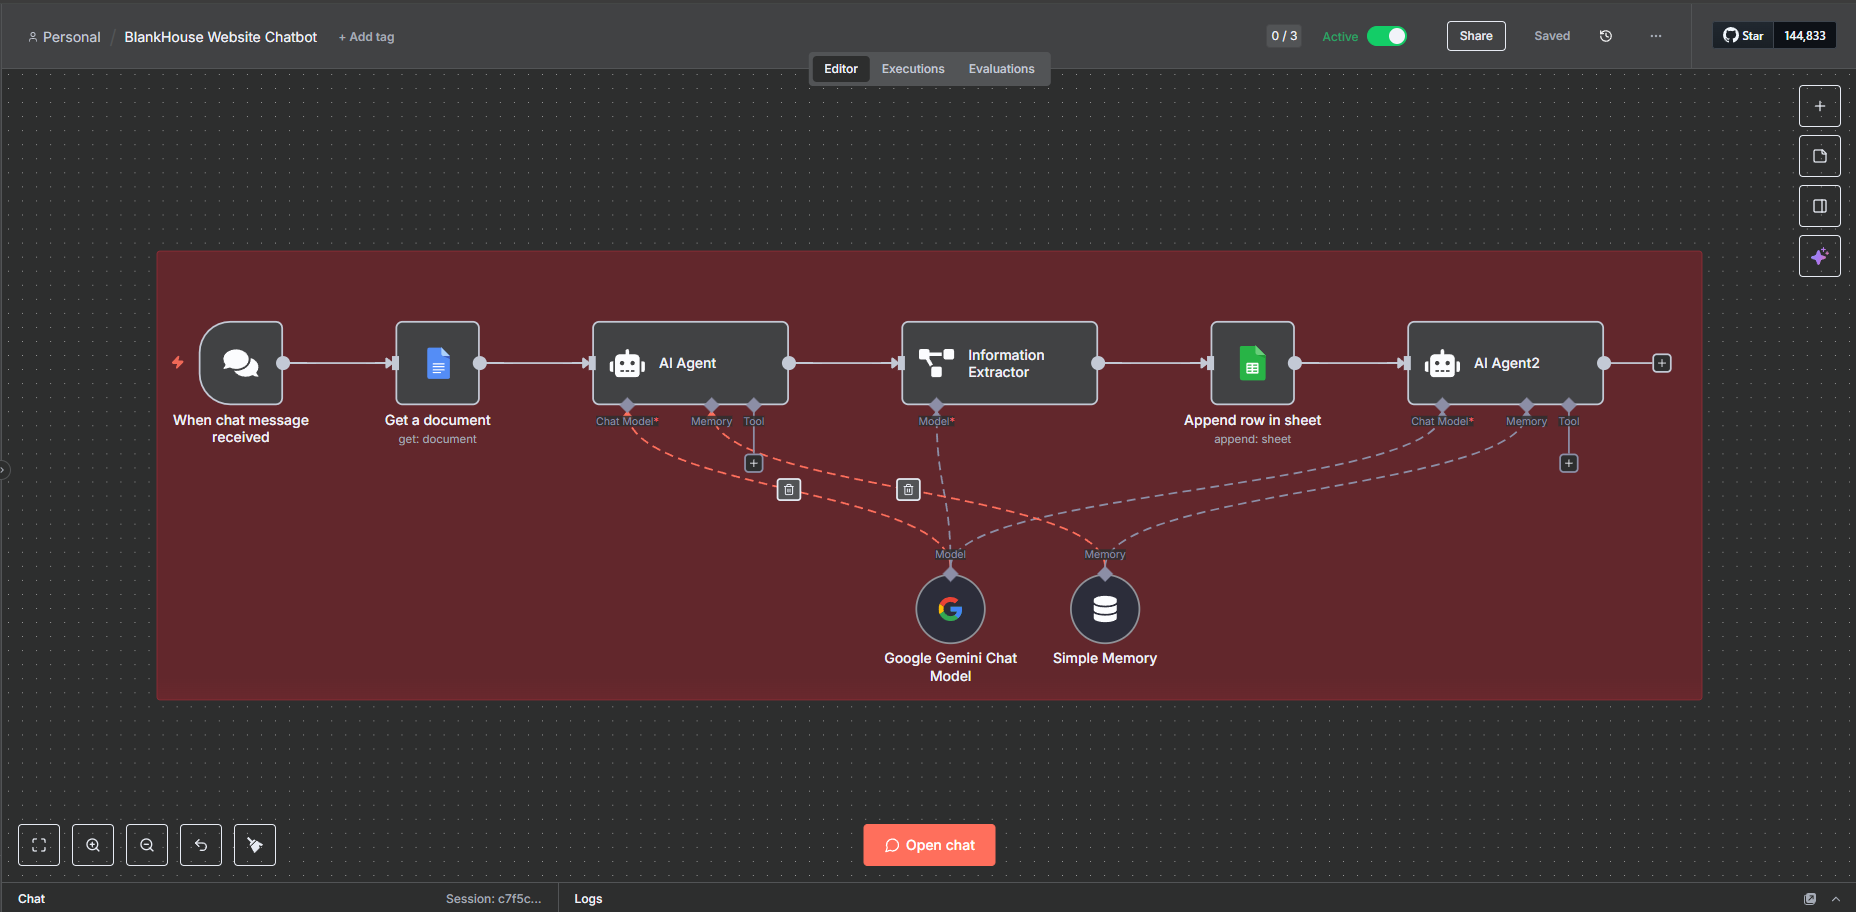 Personal / BlankHouse Website Chatbot + Add tag
0 / 3
Active
Share
Saved
Star 144,833
Editor Executions Evaluations
When chat message
received
Get a document
get: document
AI Agent
Chat Model*
Memory
Tool
Information
Extractor
Model*
Append row in sheet
append: sheet
AI Agent2
Chat Model*
Memory
Tool
Model
Google Gemini Chat
Model
Memory
Simple Memory
Open chat
Chat
Session: c7f5c...
Logs